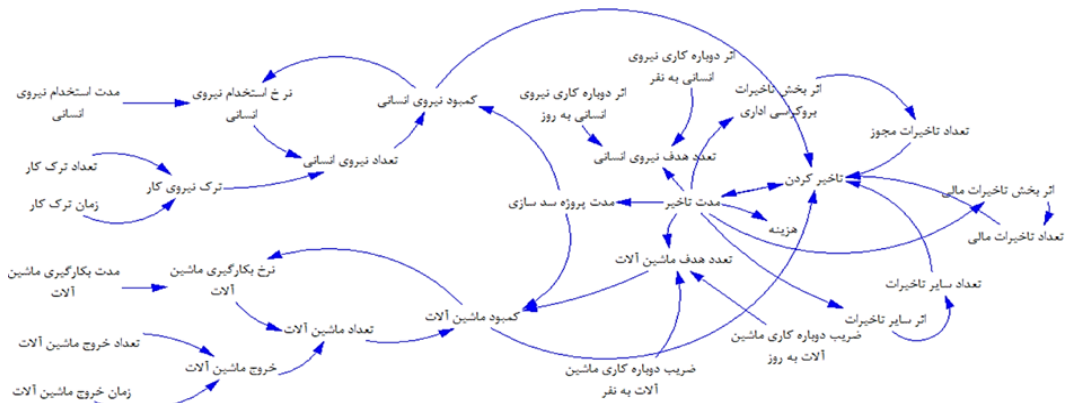 اثر دوباره کاری نیروی
انسانی به نفر
اثر دوباره کاری نیروی
انسانی به روز
اثر بخش تاخیرات
بروکراسی اداری
تعداد تاخیرات مجوز
مدت استخدام نیروی
انسانی
نرخ استخدام نیروی
انسانی
کمبود نیروی انسانی
تعداد نیروی انسانی
تعدد هدف نیروی انسانی
تعداد ترک کار
ترک نیروی کار
زمان ترک کار
تاخیر کردن
اثر بخش تاخیرات مالی
مدت پروژه سد سازی
مدت تاخیر
هزینه
تعداد تاخیرات مالی
تعدد هدف ماشین آلات
مدت بکارگیری ماشین
آلات
نرخ بکارگیری ماشین
آلات
تعداد سایر تاخیرات
کمبود ماشین آلات
اثر سایر تاخیرات
تعداد ماشین آلات
تعداد خروج ماشین آلات
ضریب دوباره کاری ماشین
آلات به روز
خروج ماشین آلات
ضریب دوباره کاری ماشین
آلات به نفر
زمان خروج ماشین آلات